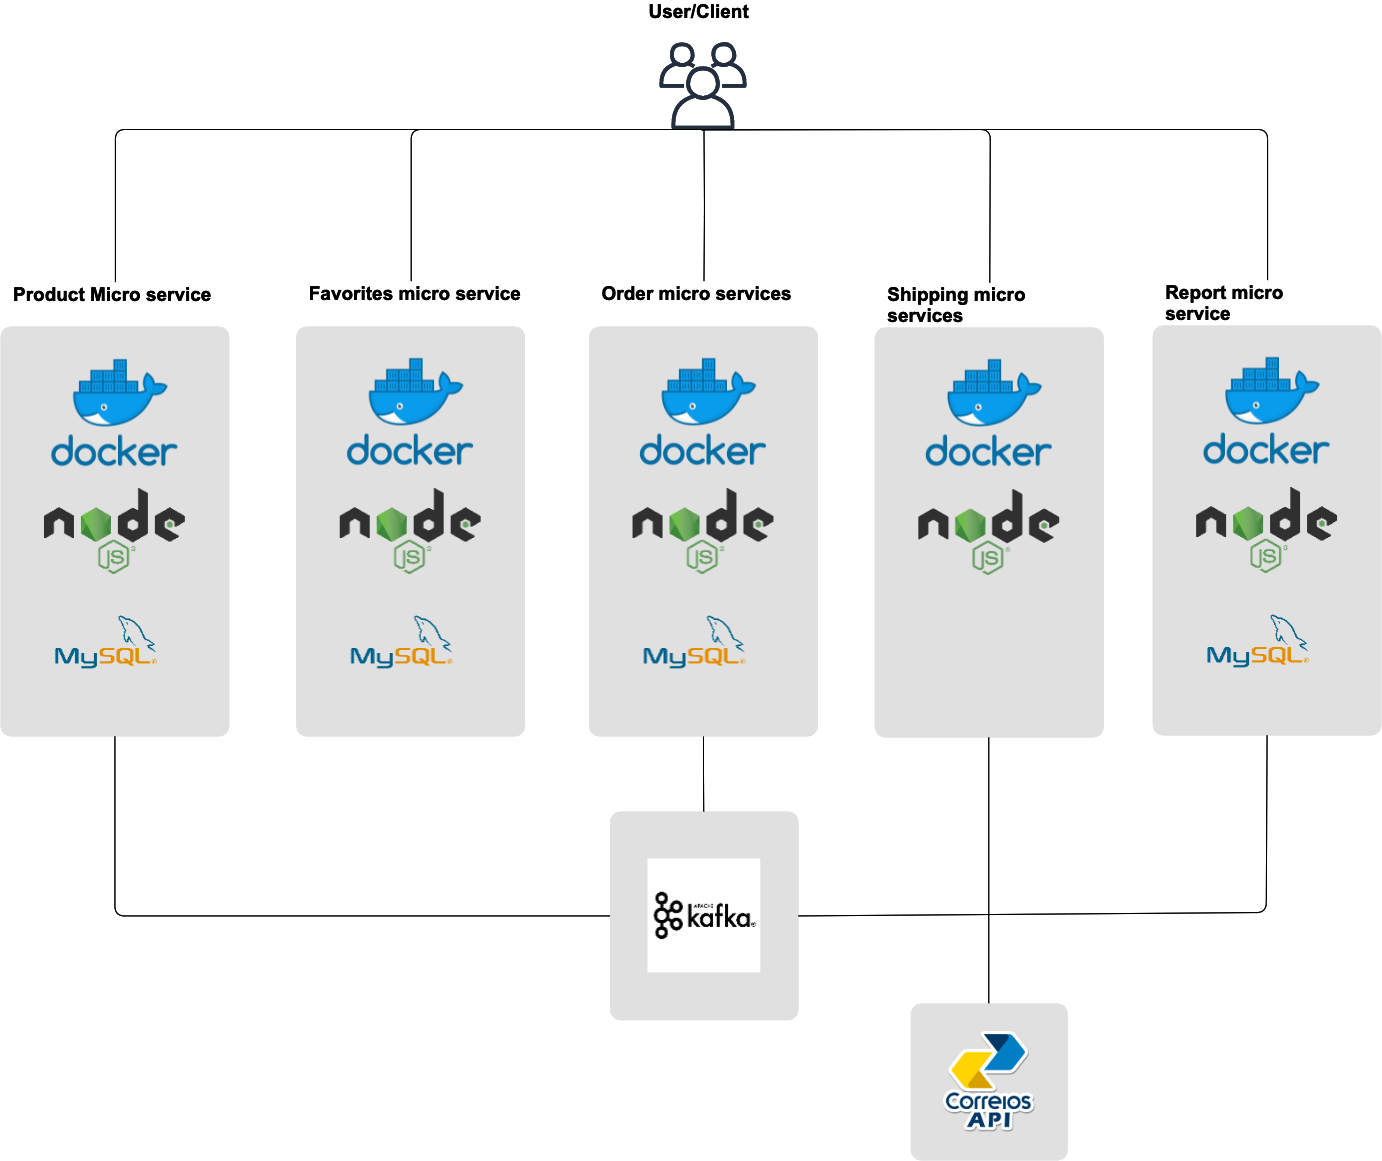 User/Client
Product Micro service
Favorites micro service
Order micro services
Shipping micro
services
Report micro
service
docker
docker
docker
docker
docker
node
JS
node
JS
node
JS
node
JS
node
JS
MySQL
MySQL
MySQL
MySQL
APACHE
kafka
Correios
API